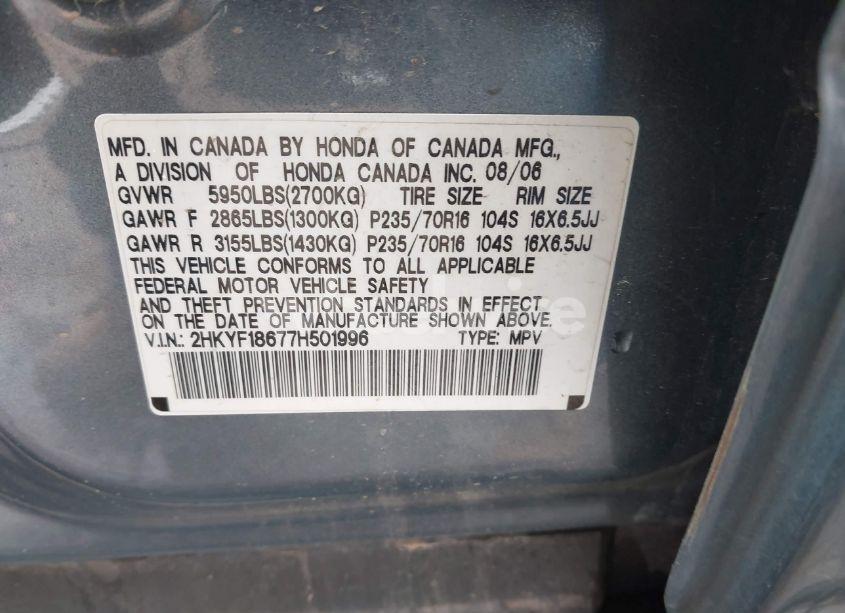 MFD. IN CANADA BY HONDA OF CANADA MFG.,
A DIVISION OF HONDA CANADA INC. 08/06
GVWR 5950LBS(2700KG) TIRE SIZE RIM SIZE
GAWR F 2865LBS(1300KG) P235/70R16 104S 16X6.5JJ
GAWR R 3155LBS(1430KG) P235/70R16 104S 16X6.5JJ
THIS VEHICLE CONFORMS TO ALL APPLICABLE
FEDERAL MOTOR VEHICLE SAFETY
AND THEFT PREVENTION STANDARDS IN EFFECT
ON THE DATE OF MANUFACTURE SHOWN ABOVE.
V.I.N.: 2HKYF18677H501996 TYPE: MPV